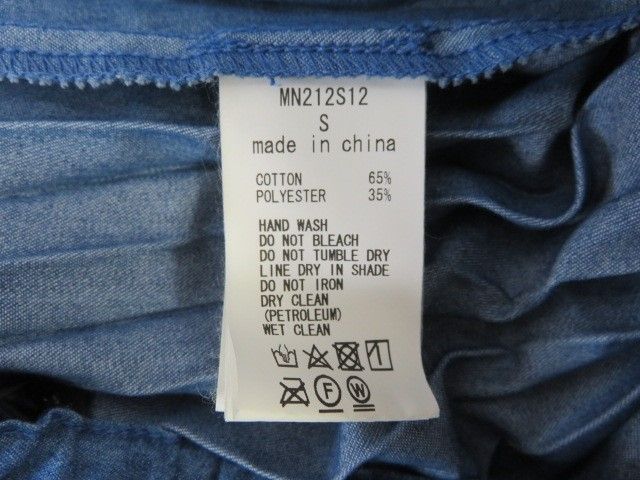 MN212S12
S
made in china
COTTON 65%
POLYESTER 35%
HAND WASH
DO NOT BLEACH
DO NOT TUMBLE DRY
LINE DRY IN SHADE
DO NOT IRON
DRY CLEAN
(PETROLEUM)
WET CLEAN
F W